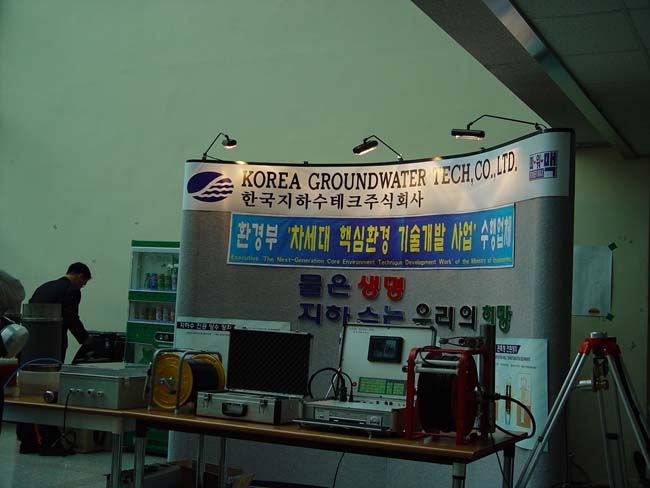 KOREA GROUNDWATER TECH, CO., LTD.
한국지하수테크주식회사
환경부 '차세대 핵심환경 기술개발 사업' 수행업체
Executive 'The Next-Generation Core Environment Technique Development Work' of the Ministry of Environment
물은 생명
지하수는 우리의 희망